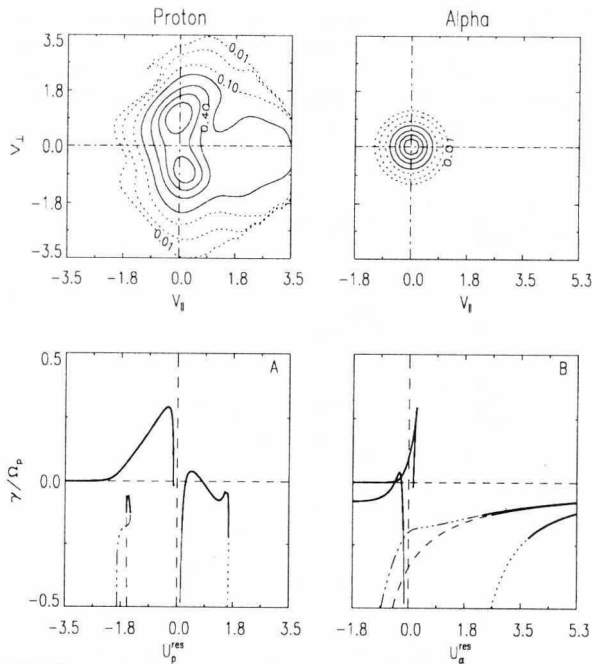 Proton Alpha
3.5
1.8
0.0
-1.8
-3.5
V⊥
0.01
0.10
0.40
0.01
0.01
-3.5 -1.8 0.0 1.8 3.5
V||
-1.8 0.0 1.8 3.5 5.3
V||
0.5
0.0
-0.5
γ/Ωp
A
B
-3.5 -1.8 0.0 1.8 3.5
Up^res
-1.8 0.0 1.8 3.5 5.3
Uα^res